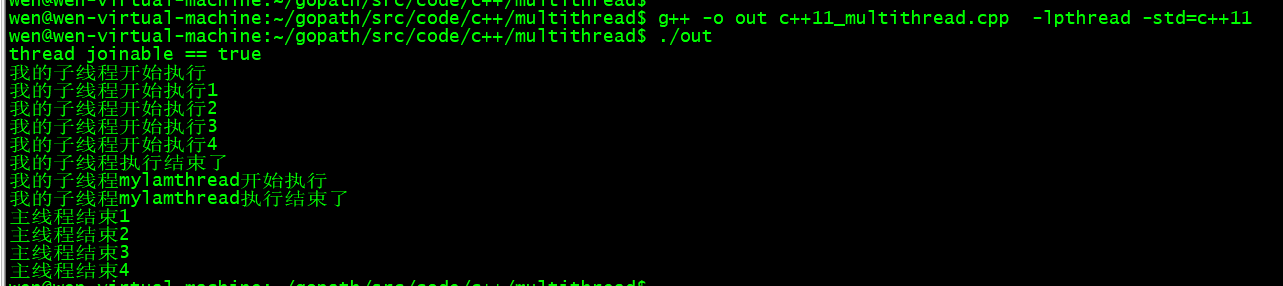 wen@wen-virtual-machine:~/gopath/src/code/c++/multithread$
wen@wen-virtual-machine:~/gopath/src/code/c++/multithread$ g++ -o out c++11_multithread.cpp  -lpthread -std=c++11
wen@wen-virtual-machine:~/gopath/src/code/c++/multithread$ ./out
thread joinable == true
我的子线程开始执行
我的子线程开始执行1
我的子线程开始执行2
我的子线程开始执行3
我的子线程开始执行4
我的子线程执行结束了
我的子线程mylamthread开始执行
我的子线程mylamthread执行结束了
主线程结束1
主线程结束2
主线程结束3
主线程结束4
wen@wen-virtual-machine:~/gopath/src/code/c++/multithread$